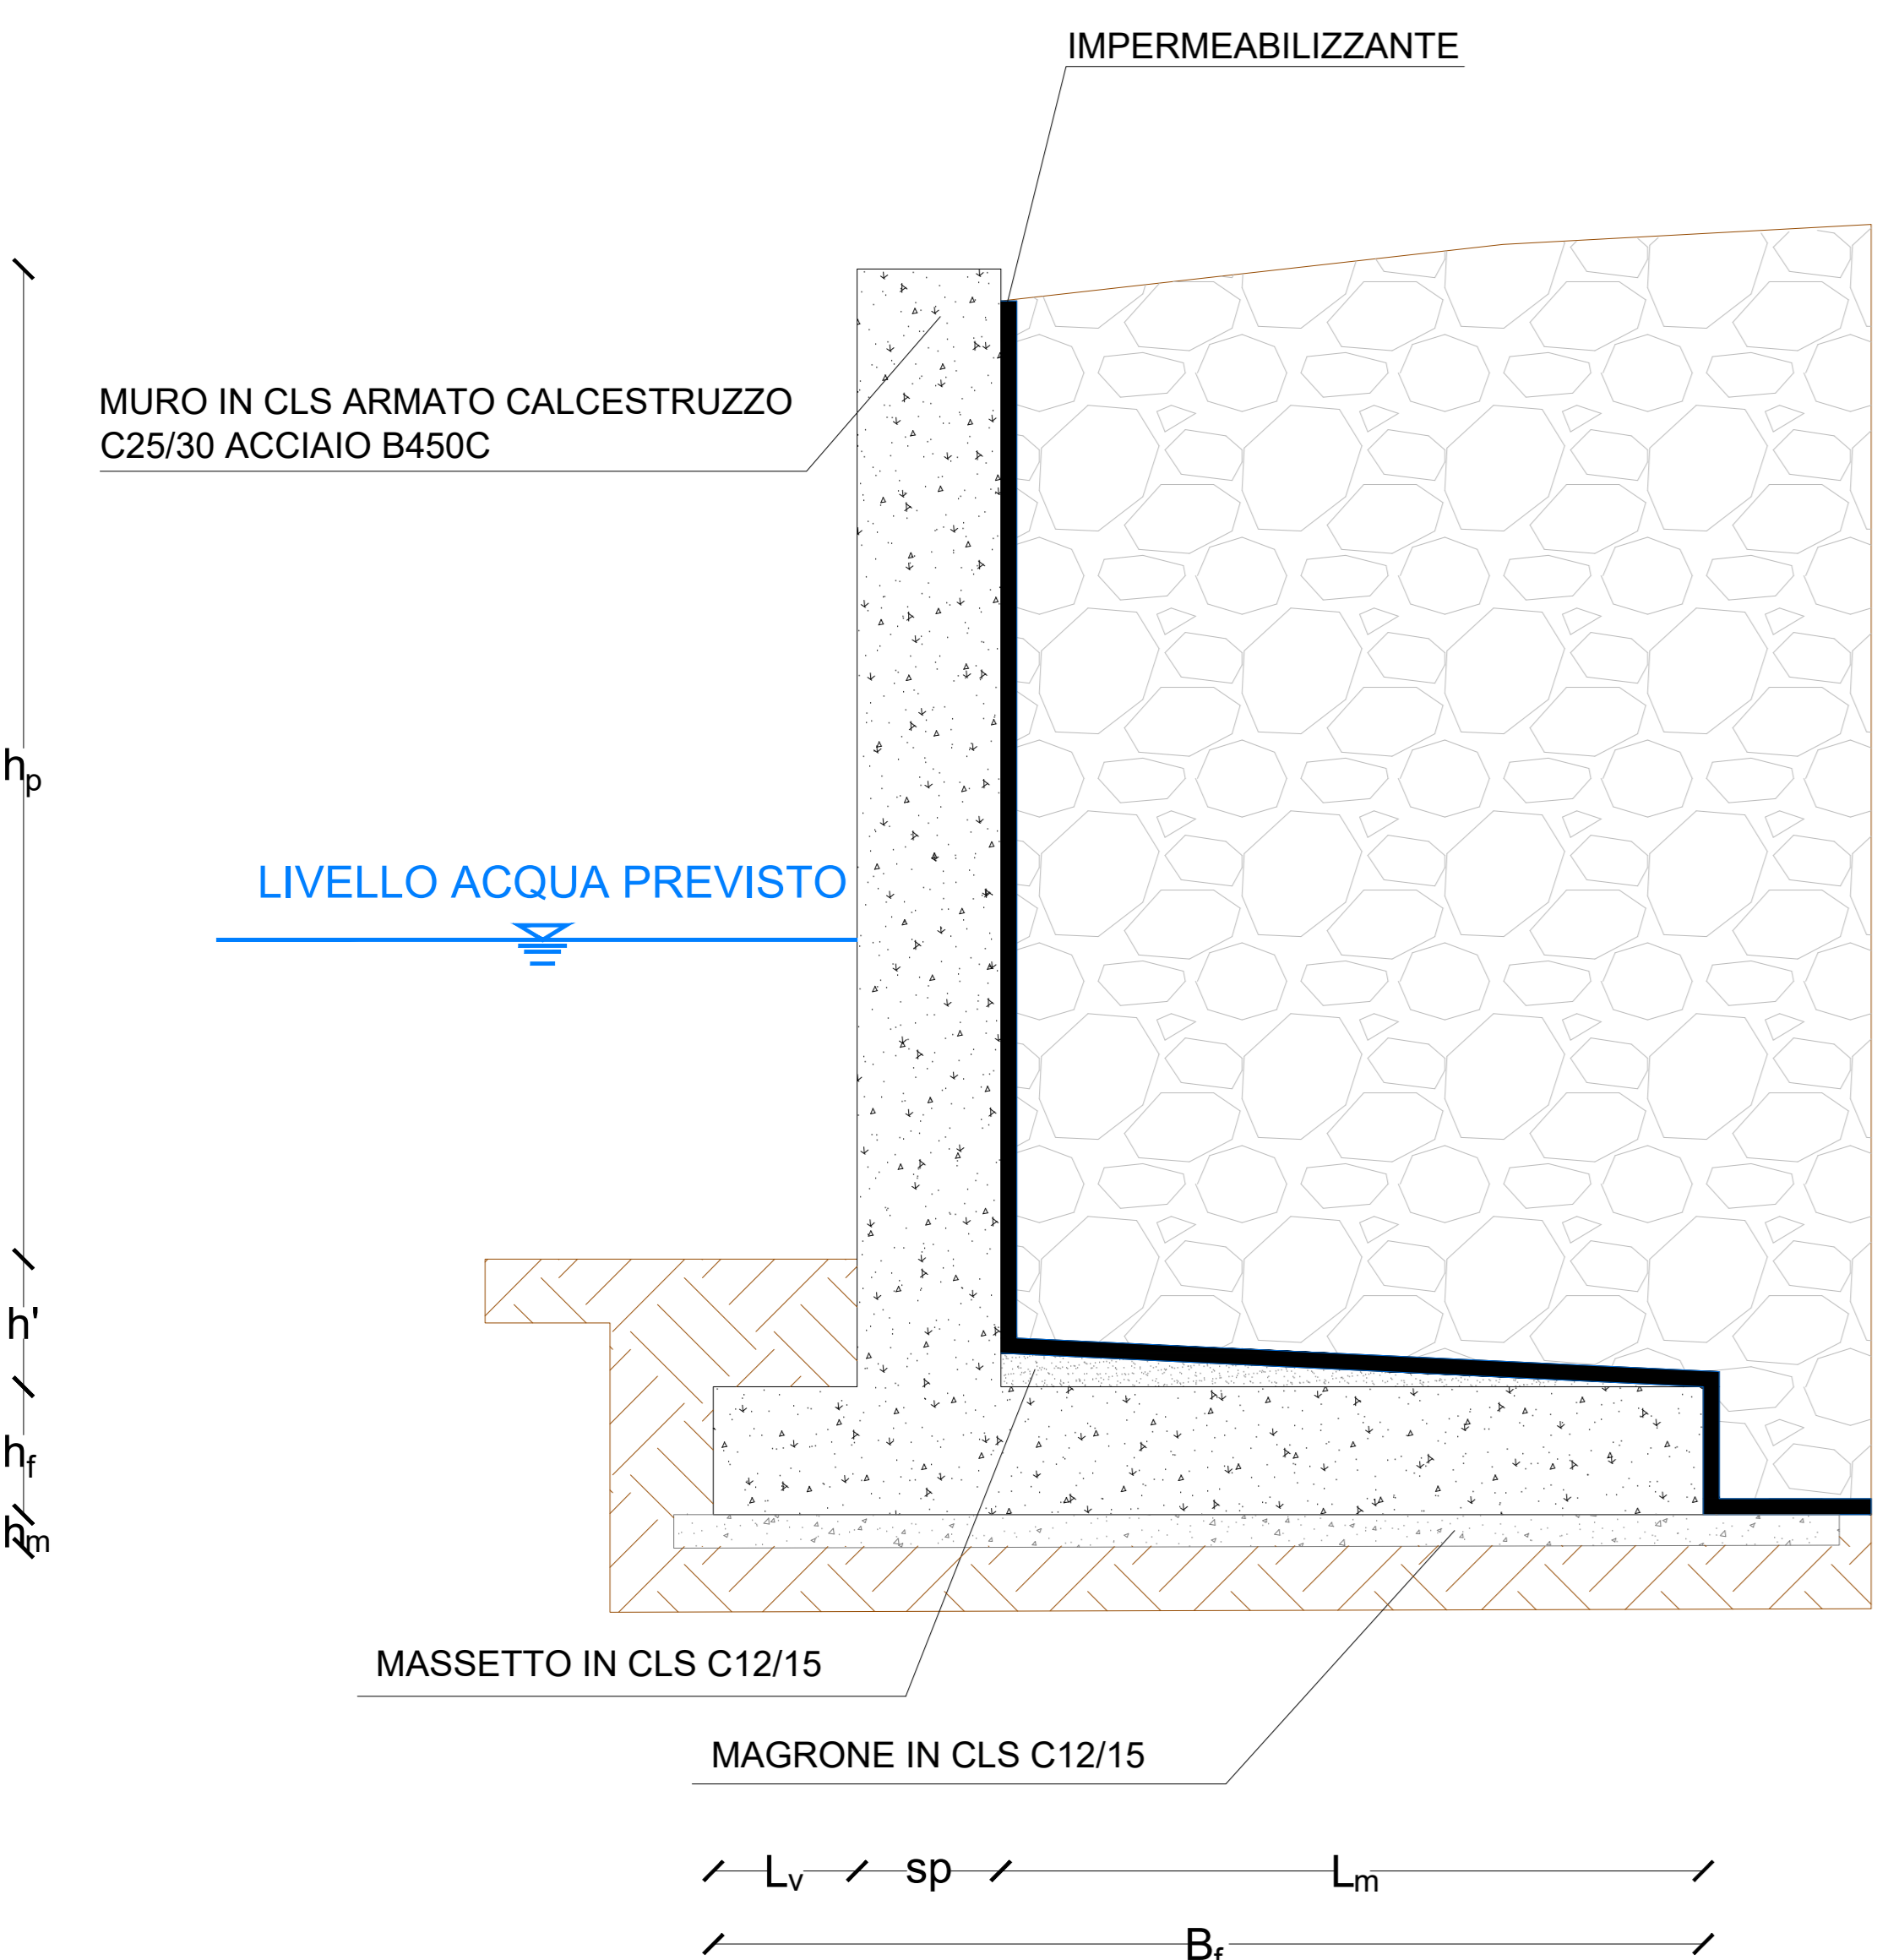 IMPERMEABILIZZANTE
MURO IN CLS ARMATO CALCESTRUZZO
C25/30 ACCIAIO B450C
hp
LIVELLO ACQUA PREVISTO
h'
hf
hm
MASSETTO IN CLS C12/15
MAGRONE IN CLS C12/15
Lv sp Lm
Bf